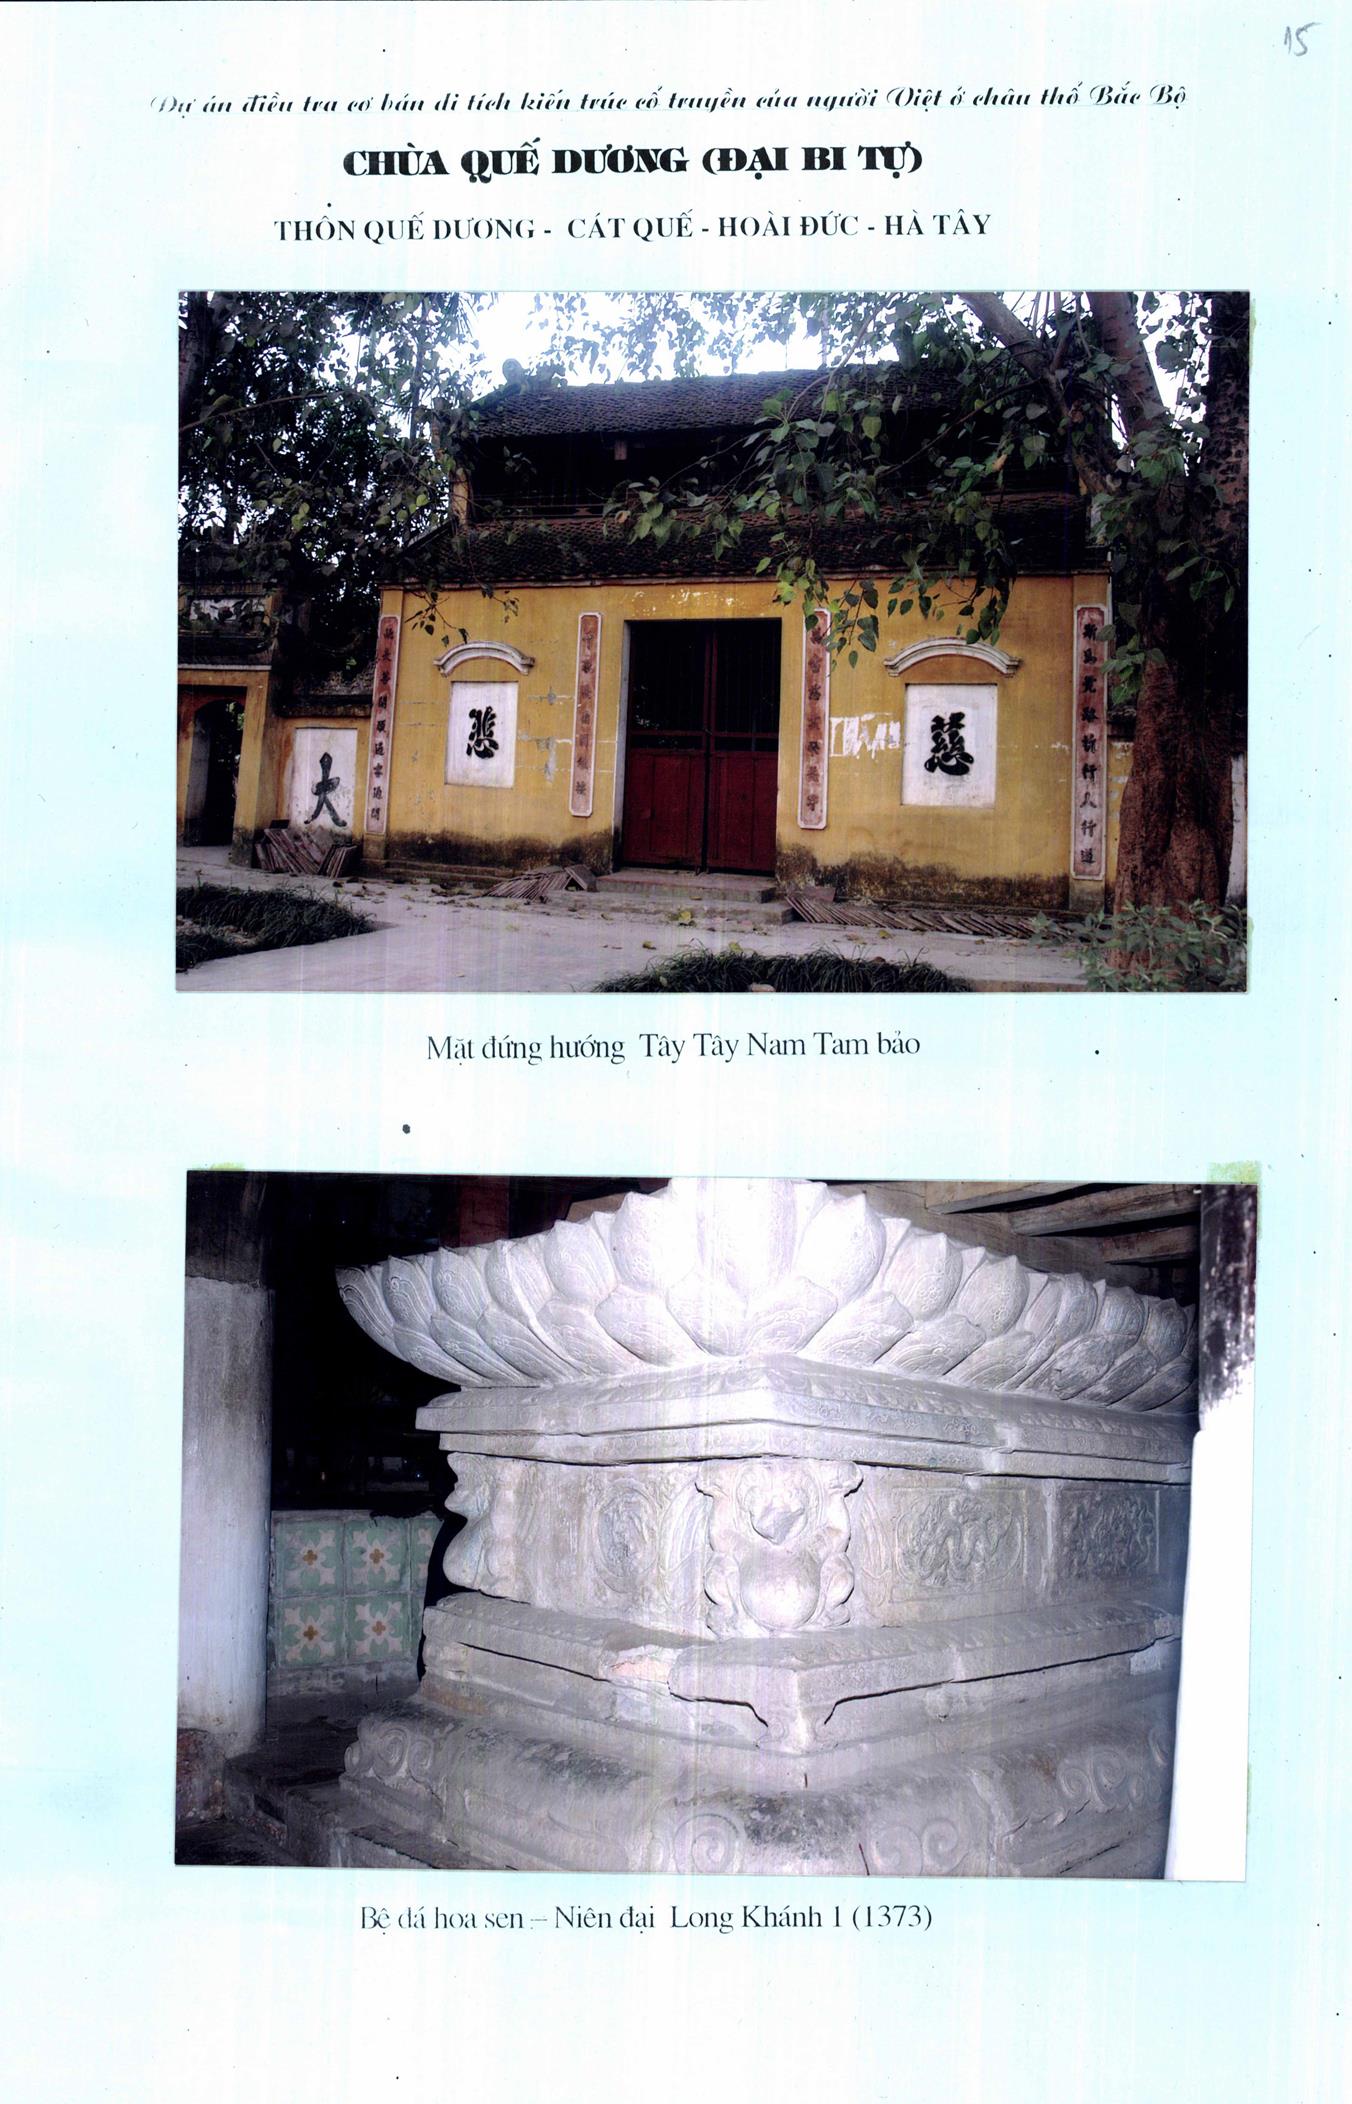 15
Dự án điều tra cơ bản di tích kiến trúc cổ truyền của người Việt ở châu thổ Bắc Bộ
CHÙA QUẾ DƯƠNG (ĐẠI BI TỰ)
THÔN QUẾ DƯƠNG - CÁT QUẾ - HOÀI ĐỨC - HÀ TÂY
大
悲
慈
Mặt đứng hướng Tây Tây Nam Tam bảo
Bệ đá hoa sen – Niên đại Long Khánh 1 (1373)